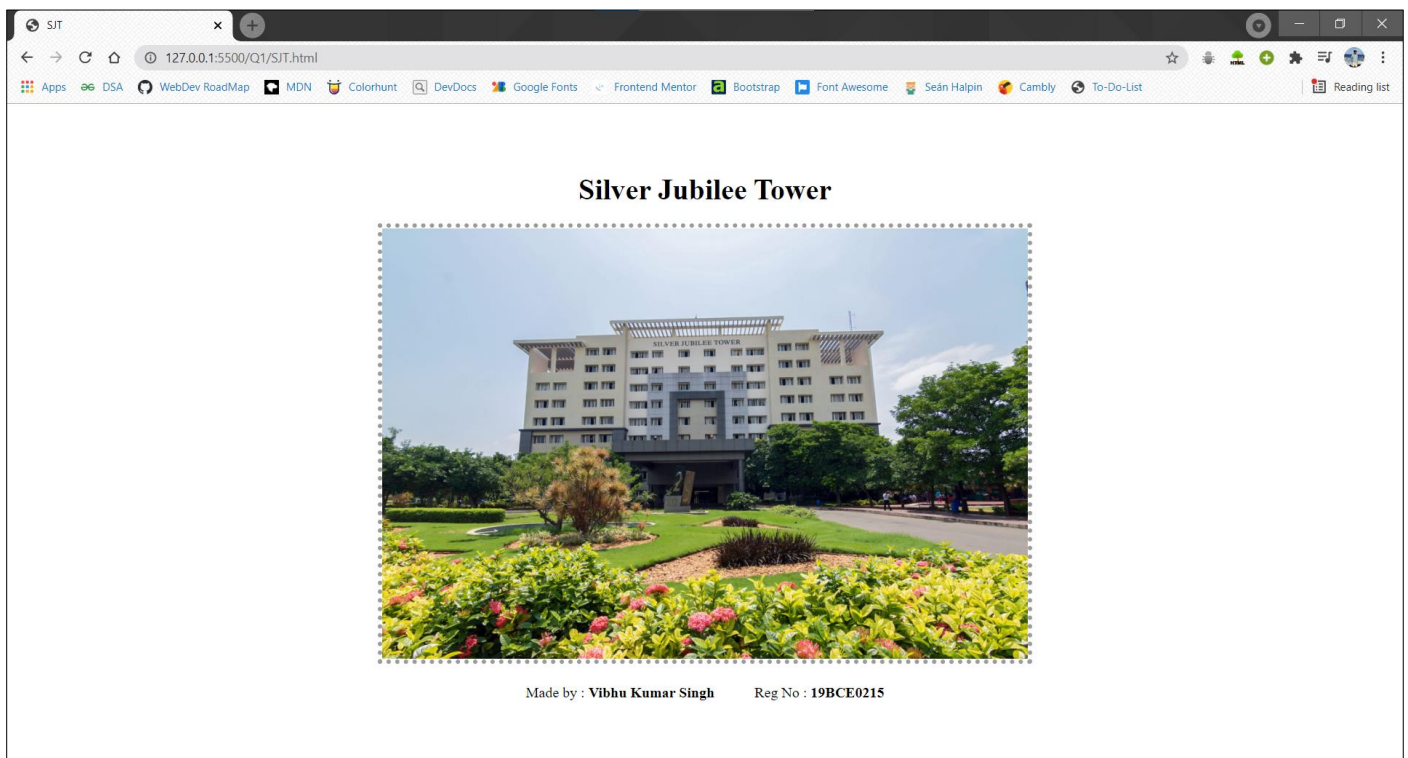 SJT
127.0.0.1:5500/Q1/SJT.html
Apps DSA WebDev RoadMap MDN Colorhunt DevDocs Google Fonts Frontend Mentor Bootstrap Font Awesome Seán Halpin Cambly To-Do-List Reading list
Silver Jubilee Tower
SILVER JUBILEE TOWER
Made by : Vibhu Kumar Singh Reg No : 19BCE0215